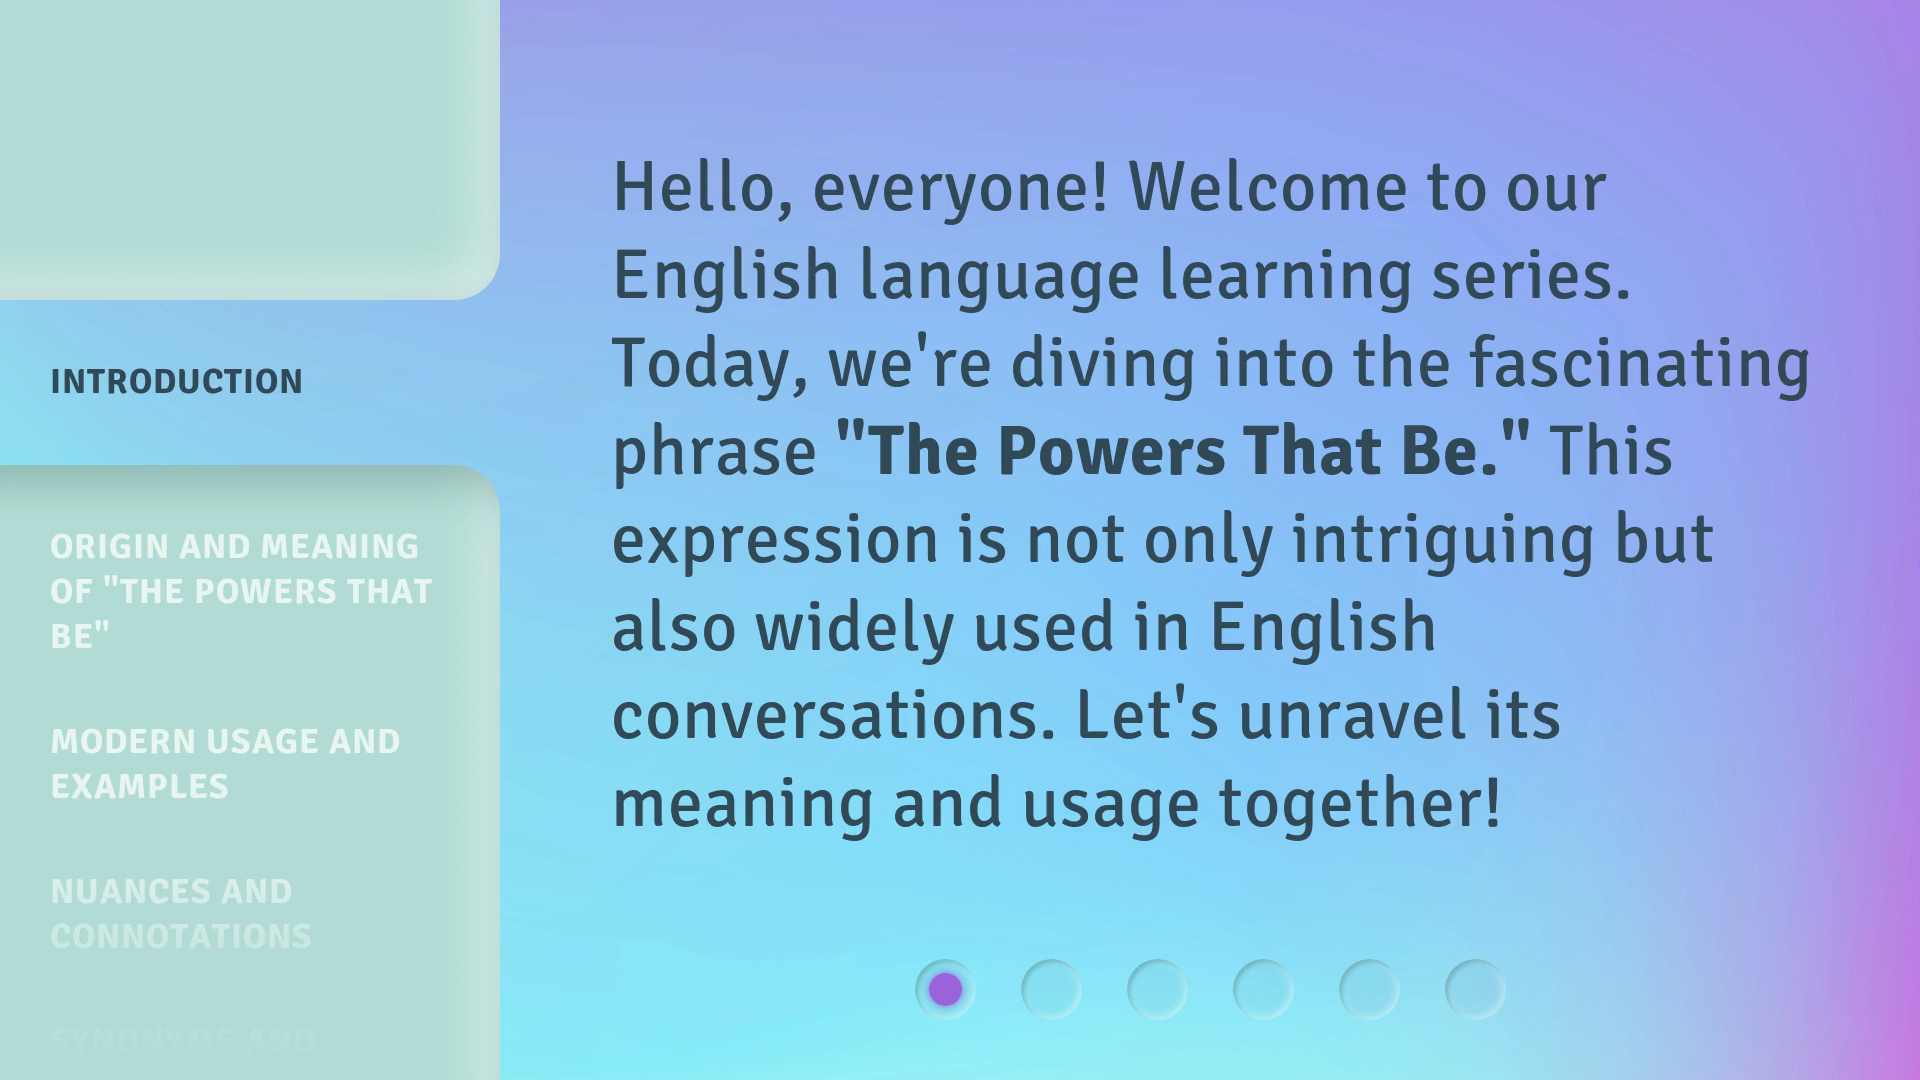 INTRODUCTION
ORIGIN AND MEANING
OF "THE POWERS THAT
BE"
MODERN USAGE AND
EXAMPLES
NUANCES AND
CONNOTATIONS
SYNONYMS AND
Hello, everyone! Welcome to our
English language learning series.
Today, we're diving into the fascinating
phrase "The Powers That Be." This
expression is not only intriguing but
also widely used in English
conversations. Let's unravel its
meaning and usage together!